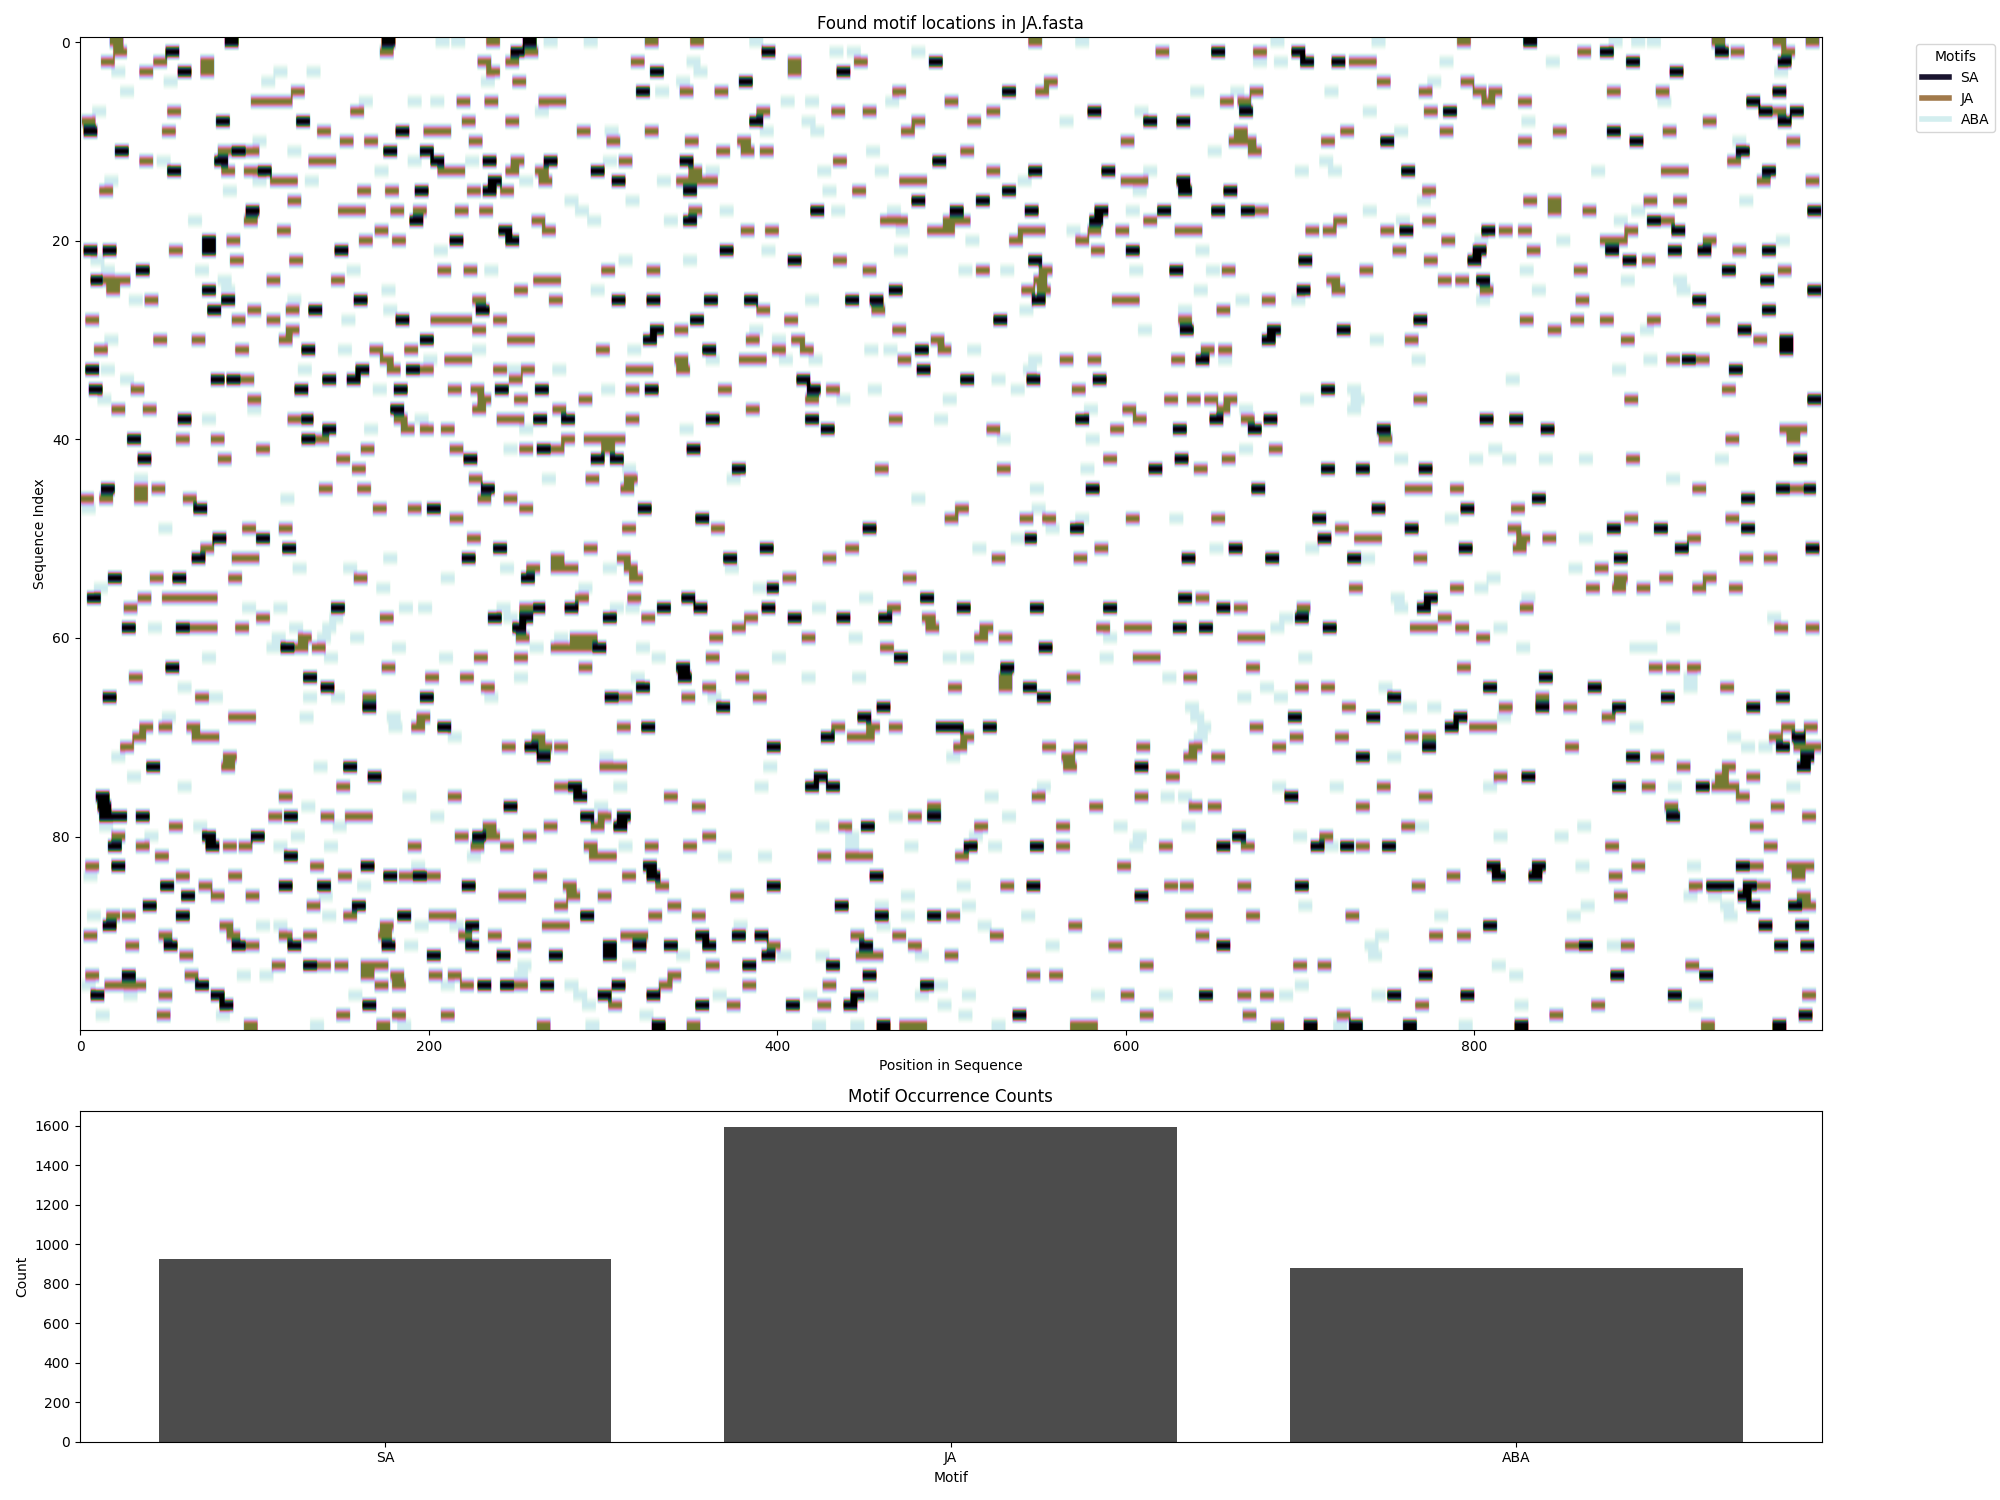 Found motif locations in JA.fasta
Motifs
SA
JA
ABA
Sequence Index
0
20
40
60
80
0 200 400 600 800
Position in Sequence
Motif Occurrence Counts
Count
1600
1400
1200
1000
800
600
400
200
0
SA JA ABA
Motif